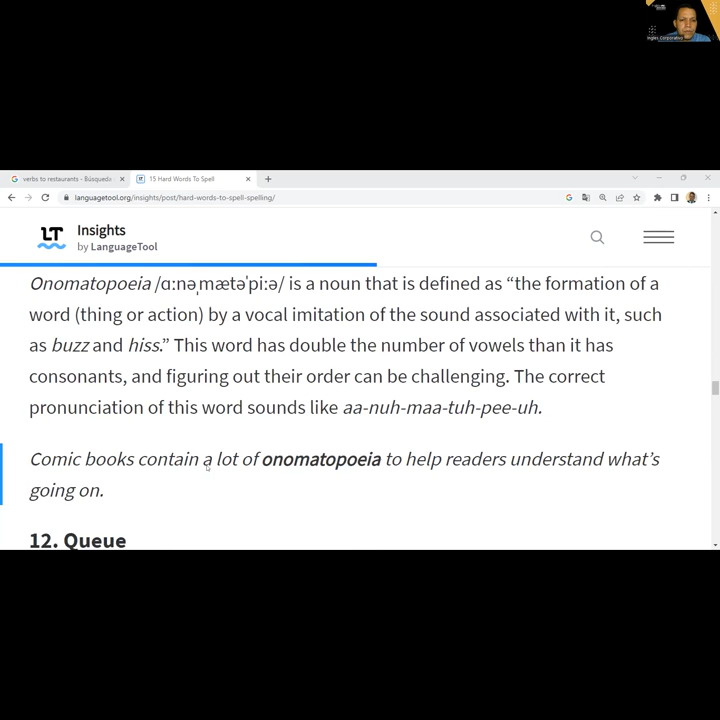 Ingles Corporativo
verbs to restaurants - Búsqueda
15 Hard Words To Spell
languagetool.org/insights/post/hard-words-to-spell-spelling/
LT
Insights
by LanguageTool
Onomatopoeia /ɑ:nəˌmætəˈpi:ə/ is a noun that is defined as “the formation of a
word (thing or action) by a vocal imitation of the sound associated with it, such
as buzz and hiss.” This word has double the number of vowels than it has
consonants, and figuring out their order can be challenging. The correct
pronunciation of this word sounds like aa-nuh-maa-tuh-pee-uh.
Comic books contain a lot of onomatopoeia to help readers understand what’s
going on.
12. Queue